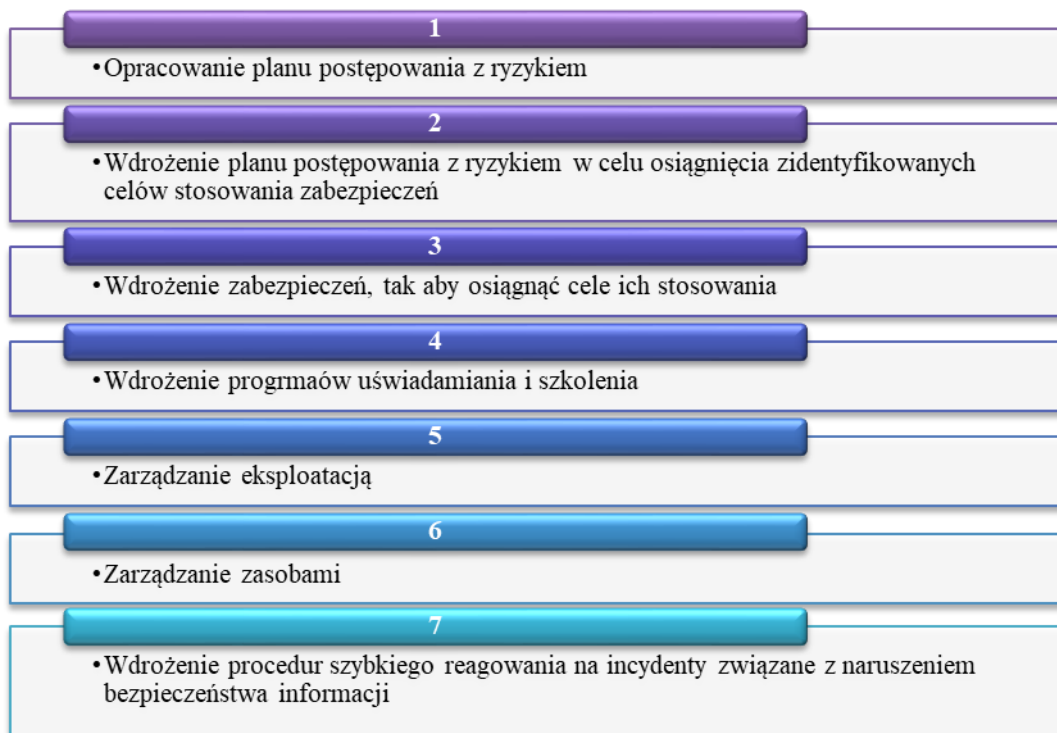 1
•Opracowanie planu postępowania z ryzykiem
2
•Wdrożenie planu postępowania z ryzykiem w celu osiągnięcia zidentyfikowanych
celów stosowania zabezpieczeń
3
•Wdrożenie zabezpieczeń, tak aby osiągnąć cele ich stosowania
4
•Wdrożenie progrmaów uświadamiania i szkolenia
5
•Zarządzanie eksploatacją
6
•Zarządzanie zasobami
7
•Wdrożenie procedur szybkiego reagowania na incydenty związane z naruszeniem
bezpieczeństwa informacji